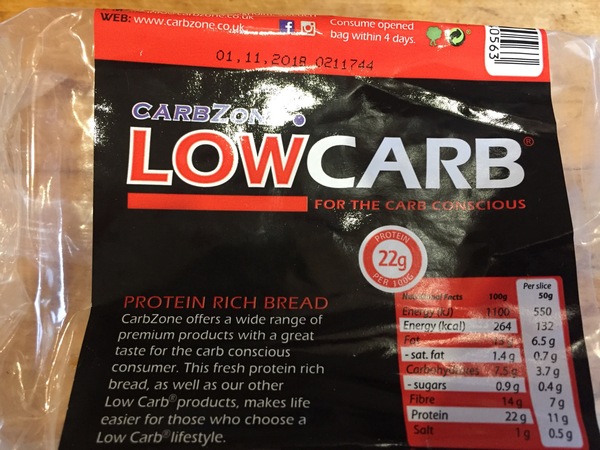 WEB: www.carbzone.co.uk
Consume opened
bag within 4 days.
0563
01.11.2018 0211744
CARBZONE
LOWCARB®
FOR THE CARB CONSCIOUS
PROTEIN
22g
PER 100G
PROTEIN RICH BREAD
CarbZone offers a wide range of
premium products with a great
taste for the carb conscious
consumer. This fresh protein rich
bread, as well as our other
Low Carb® products, makes life
easier for those who choose a
Low Carb® lifestyle.
Per slice
Nutritional Facts 100g 50g
Energy (kJ) 1100 550
Energy (kcal) 264 132
Fat 13 g 6.5 g
- sat. fat 1.4 g 0.7 g
Carbohydrates 7.5 g 3.7 g
- sugars 0.9 g 0.4 g
Fibre 14 g 7 g
Protein 22 g 11 g
Salt 1 g 0.5 g